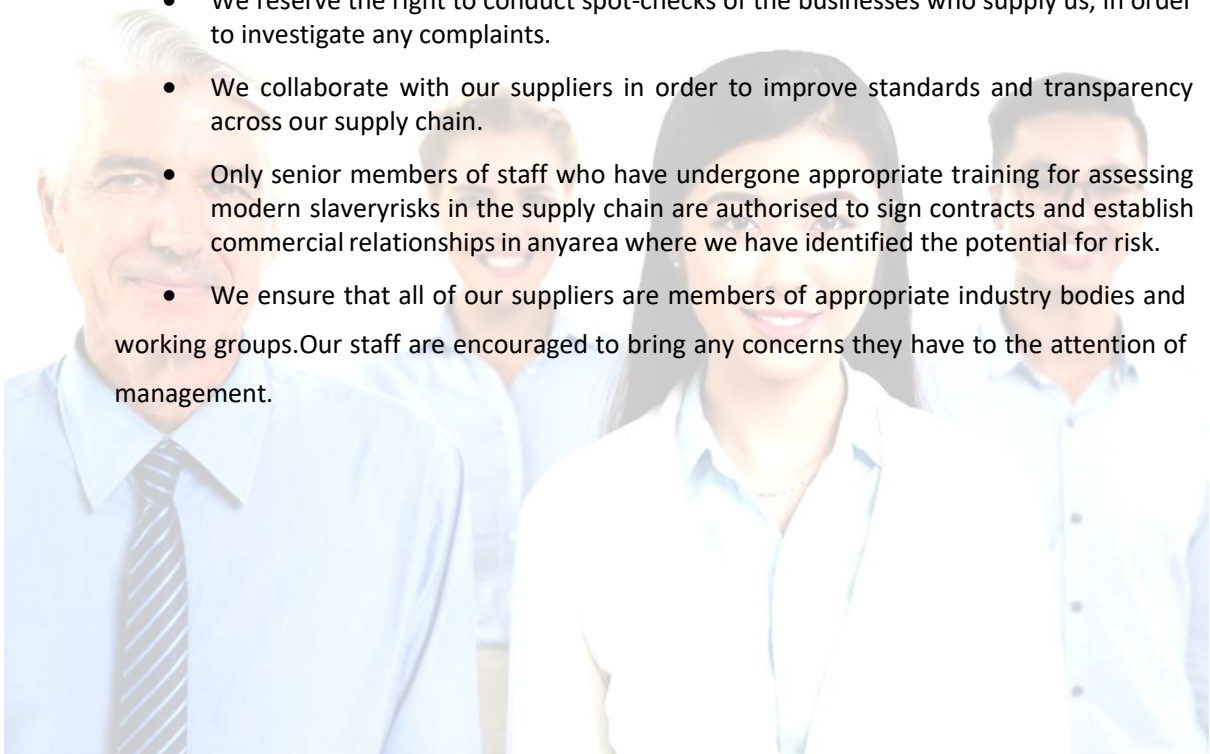 • We reserve the right to conduct spot-checks of the businesses who supply us, in order
to investigate any complaints.
• We collaborate with our suppliers in order to improve standards and transparency
across our supply chain.
• Only senior members of staff who have undergone appropriate training for assessing
modern slaveryrisks in the supply chain are authorised to sign contracts and establish
commercial relationships in anyarea where we have identified the potential for risk.
• We ensure that all of our suppliers are members of appropriate industry bodies and
working groups.Our staff are encouraged to bring any concerns they have to the attention of
management.